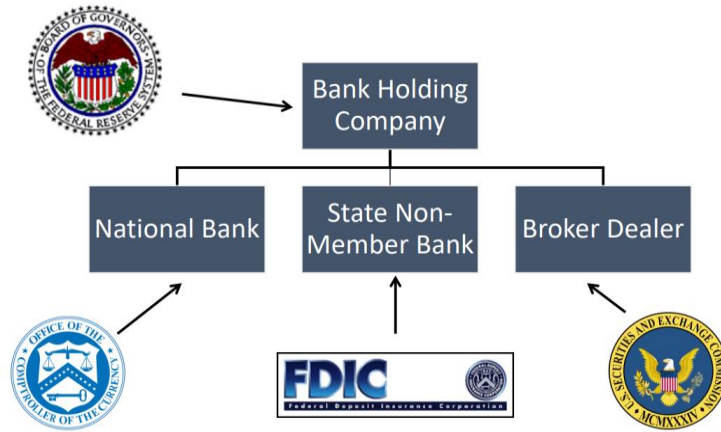 BOARD OF GOVERNORS
OF THE FEDERAL RESERVE SYSTEM
Bank Holding
Company
National Bank
State Non-
Member Bank
Broker Dealer
OFFICE OF THE
COMPTROLLER OF THE CURRENCY
FDIC
Federal Deposit Insurance Corporation
U.S. SECURITIES AND EXCHANGE COMMISSION
MCMXXXIV